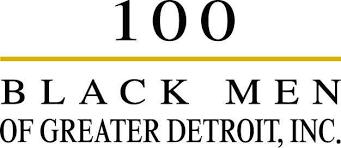 100
BLACK MEN
OF GREATER DETROIT, INC.